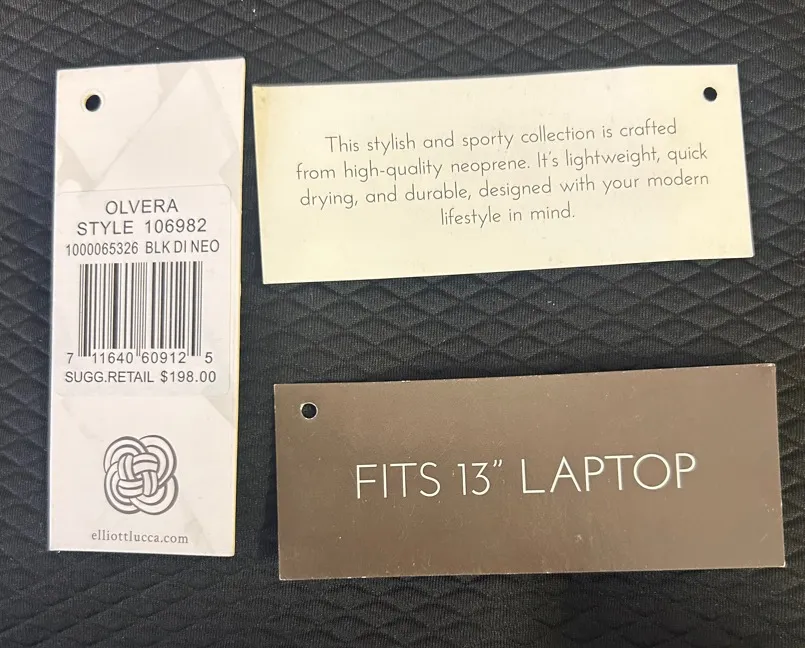 OLVERA
STYLE 106982
1000065326 BLK DI NEO
7 11640 60912 5
SUGG.RETAIL $198.00
elliottlucca.com
This stylish and sporty collection is crafted
from high-quality neoprene. It's lightweight, quick
drying, and durable, designed with your modern
lifestyle in mind.
FITS 13" LAPTOP